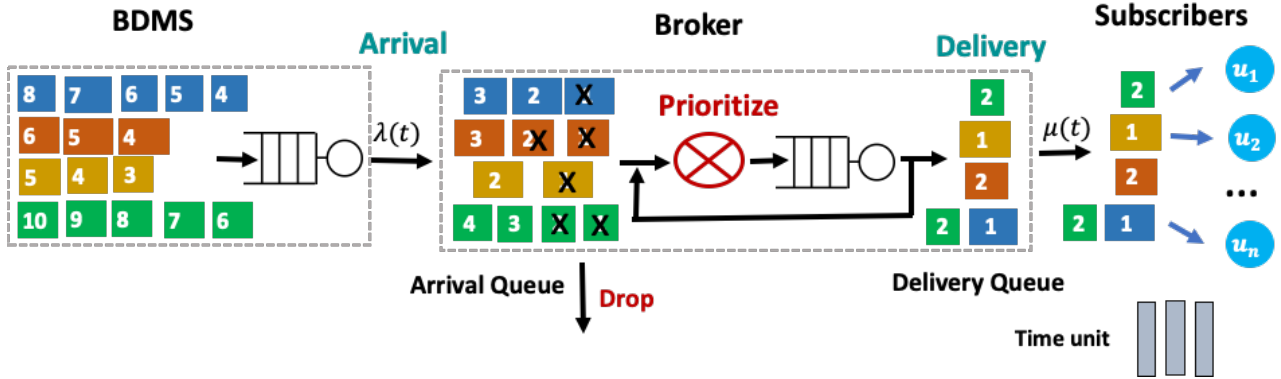 BDMS
Broker
Subscribers
Arrival
Delivery
8 7 6 5 4
6 5 4
5 4 3
10 9 8 7 6
λ(t)
3 2 X
3 2 X X
2 X
4 3 X X
Prioritize
2
1
2
2 1
μ(t)
2
1
2
2 1
u₁
u₂
...
uₙ
Arrival Queue
Drop
Delivery Queue
Time unit